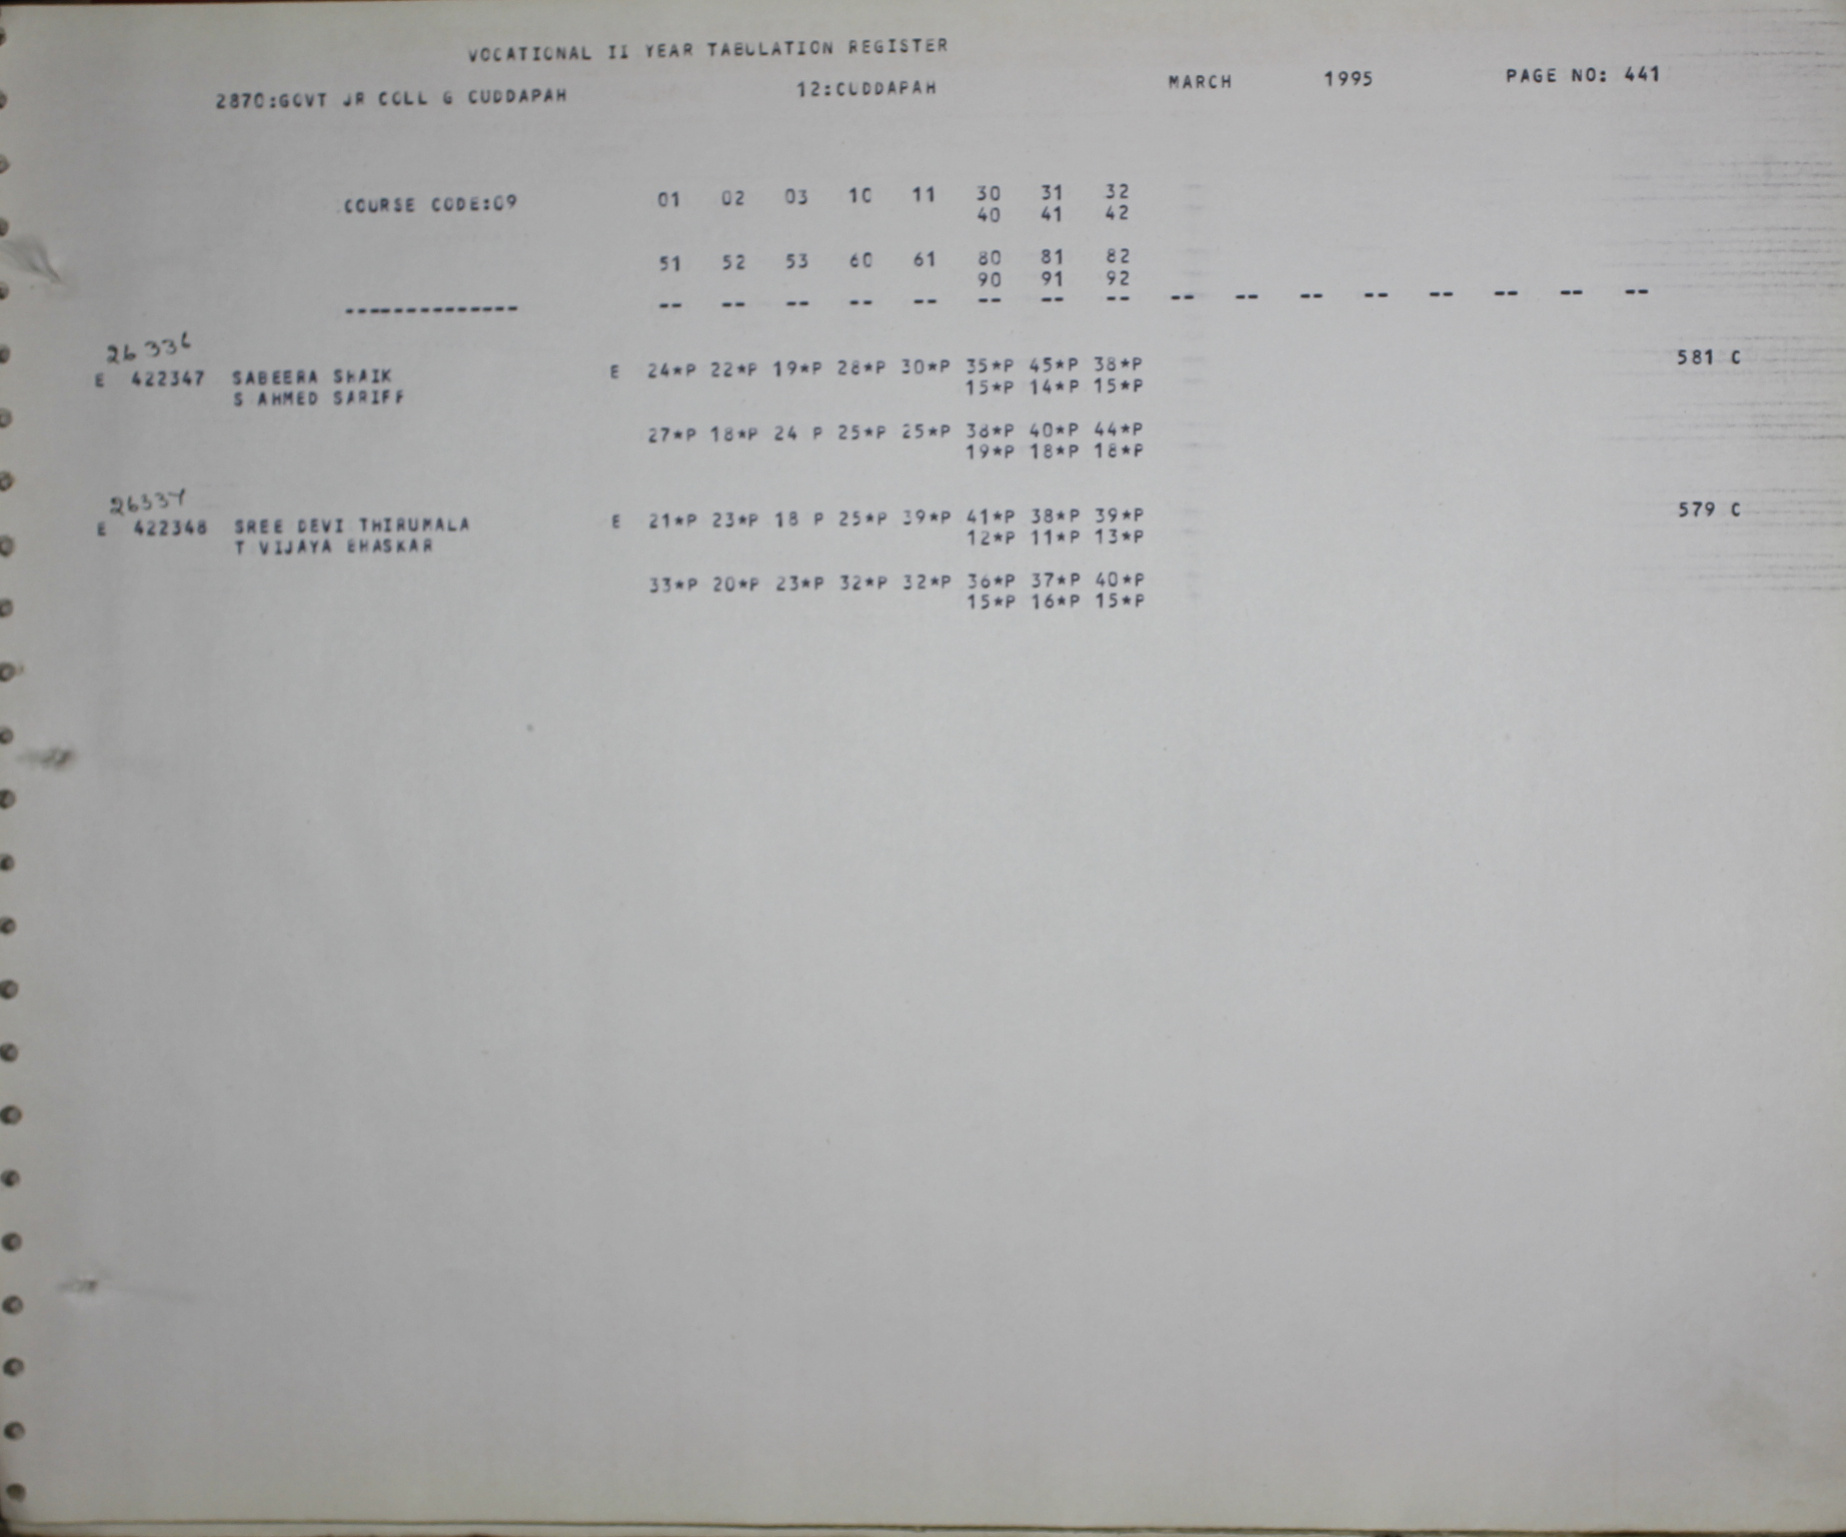 VOCATIONAL II YEAR TABULATION REGISTER
2870:GOVT JR COLL G CUDDAPAH 12:CUDDAPAH MARCH 1995 PAGE NO: 441
COURSE CODE:09 01 02 03 10 11 30 31 32
40 41 42
51 52 53 60 61 80 81 82
90 91 92
-------------- -- -- -- -- -- -- -- -- -- -- -- -- -- -- -- --
26336
E 422347 SABEERA SHAIK E 24*P 22*P 19*P 28*P 30*P 35*P 45*P 38*P 581 C
S AHMED SARIFF 15*P 14*P 15*P
27*P 18*P 24 P 25*P 25*P 38*P 40*P 44*P
19*P 18*P 18*P
26337
E 422348 SREE DEVI THIRUMALA E 21*P 23*P 18 P 25*P 39*P 41*P 38*P 39*P 579 C
T VIJAYA BHASKAR 12*P 11*P 13*P
33*P 20*P 23*P 32*P 32*P 36*P 37*P 40*P
15*P 16*P 15*P